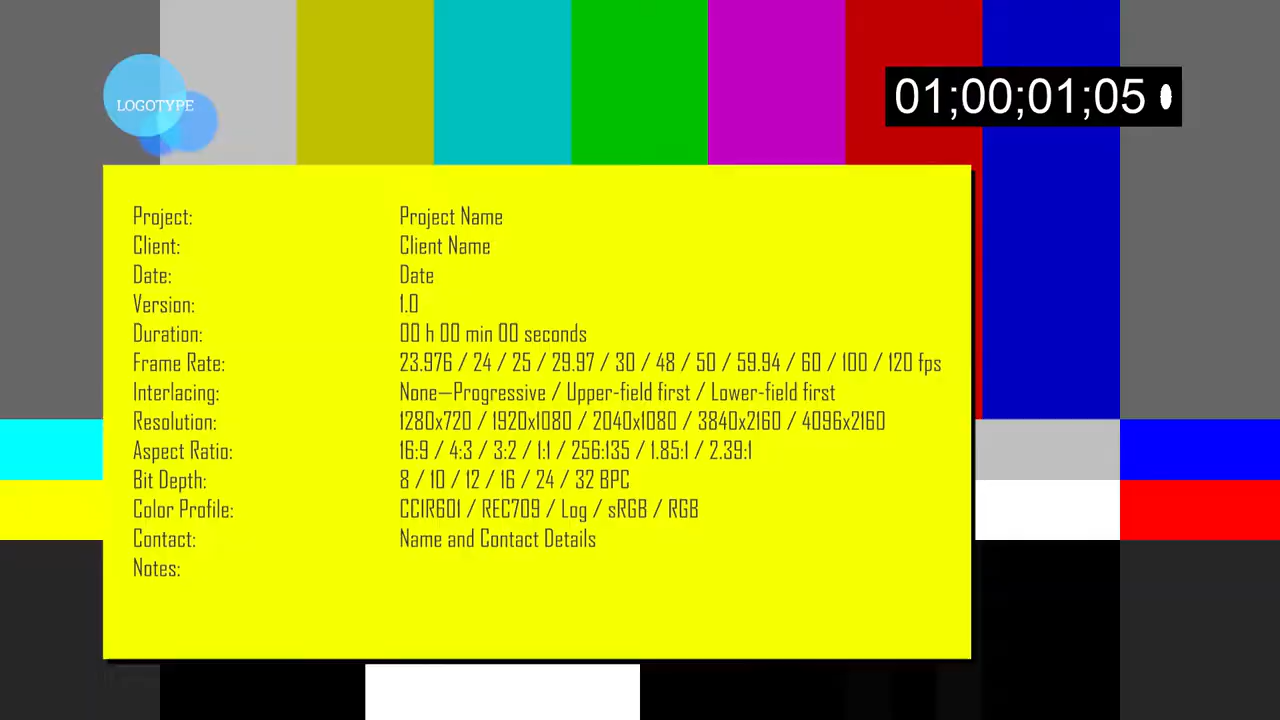 LOGOTYPE
01;00;01;05
Project: Project Name
Client: Client Name
Date: Date
Version: 1.0
Duration: 00 h 00 min 00 seconds
Frame Rate: 23.976 / 24 / 25 / 29.97 / 30 / 48 / 50 / 59.94 / 60 / 100 / 120 fps
Interlacing: None—Progressive / Upper-field first / Lower-field first
Resolution: 1280x720 / 1920x1080 / 2040x1080 / 3840x2160 / 4096x2160
Aspect Ratio: 16:9 / 4:3 / 3:2 / 1:1 / 256:135 / 1.85:1 / 2.39:1
Bit Depth: 8 / 10 / 12 / 16 / 24 / 32 BPC
Color Profile: CCIR601 / REC709 / Log / sRGB / RGB
Contact: Name and Contact Details
Notes: